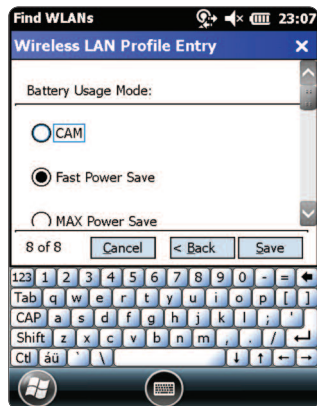 Find WLANs 23:07
Wireless LAN Profile Entry
Battery Usage Mode:
CAM
Fast Power Save
MAX Power Save
8 of 8 Cancel < Back Save
123 1 2 3 4 5 6 7 8 9 0 - =
Tab q w e r t y u i o p [ ]
CAP a s d f g h j k l ; '
Shift z x c v b n m , . /
Ctl áü ` \